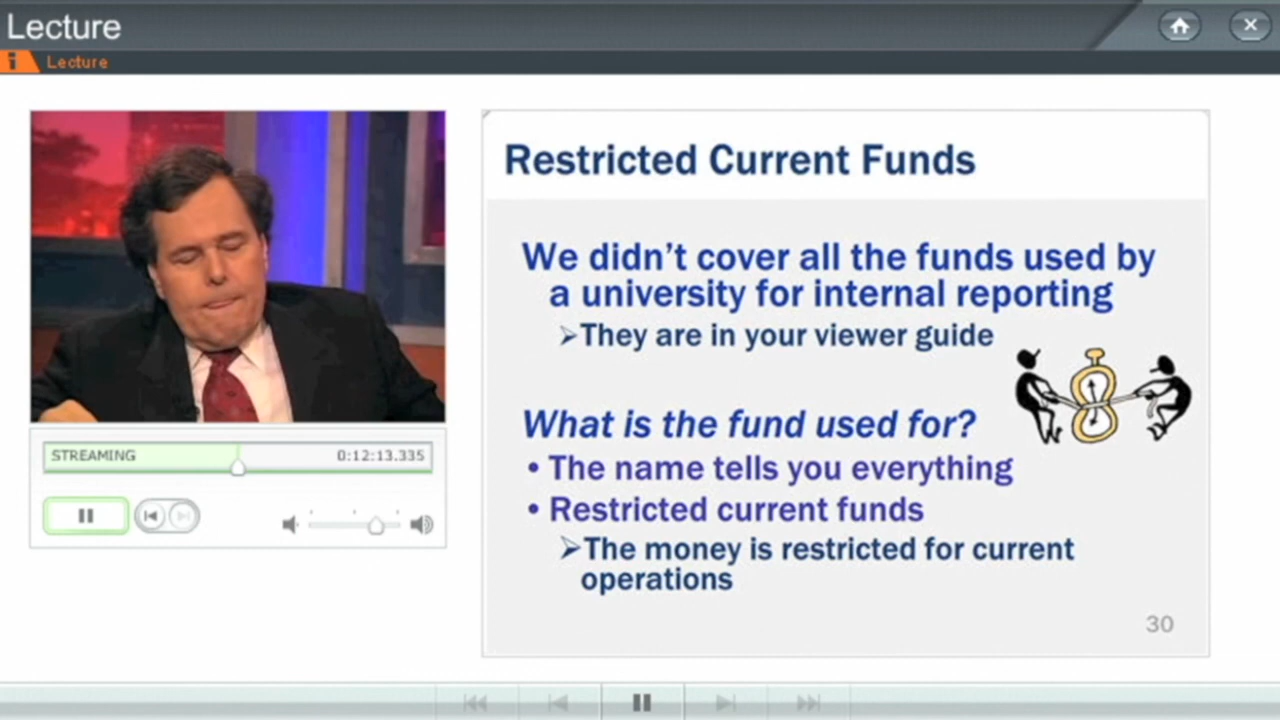 Lecture
i Lecture
Restricted Current Funds
We didn't cover all the funds used by
a university for internal reporting
➢They are in your viewer guide
What is the fund used for?
• The name tells you everything
• Restricted current funds
➢The money is restricted for current
operations
30
STREAMING 0:12:13.335